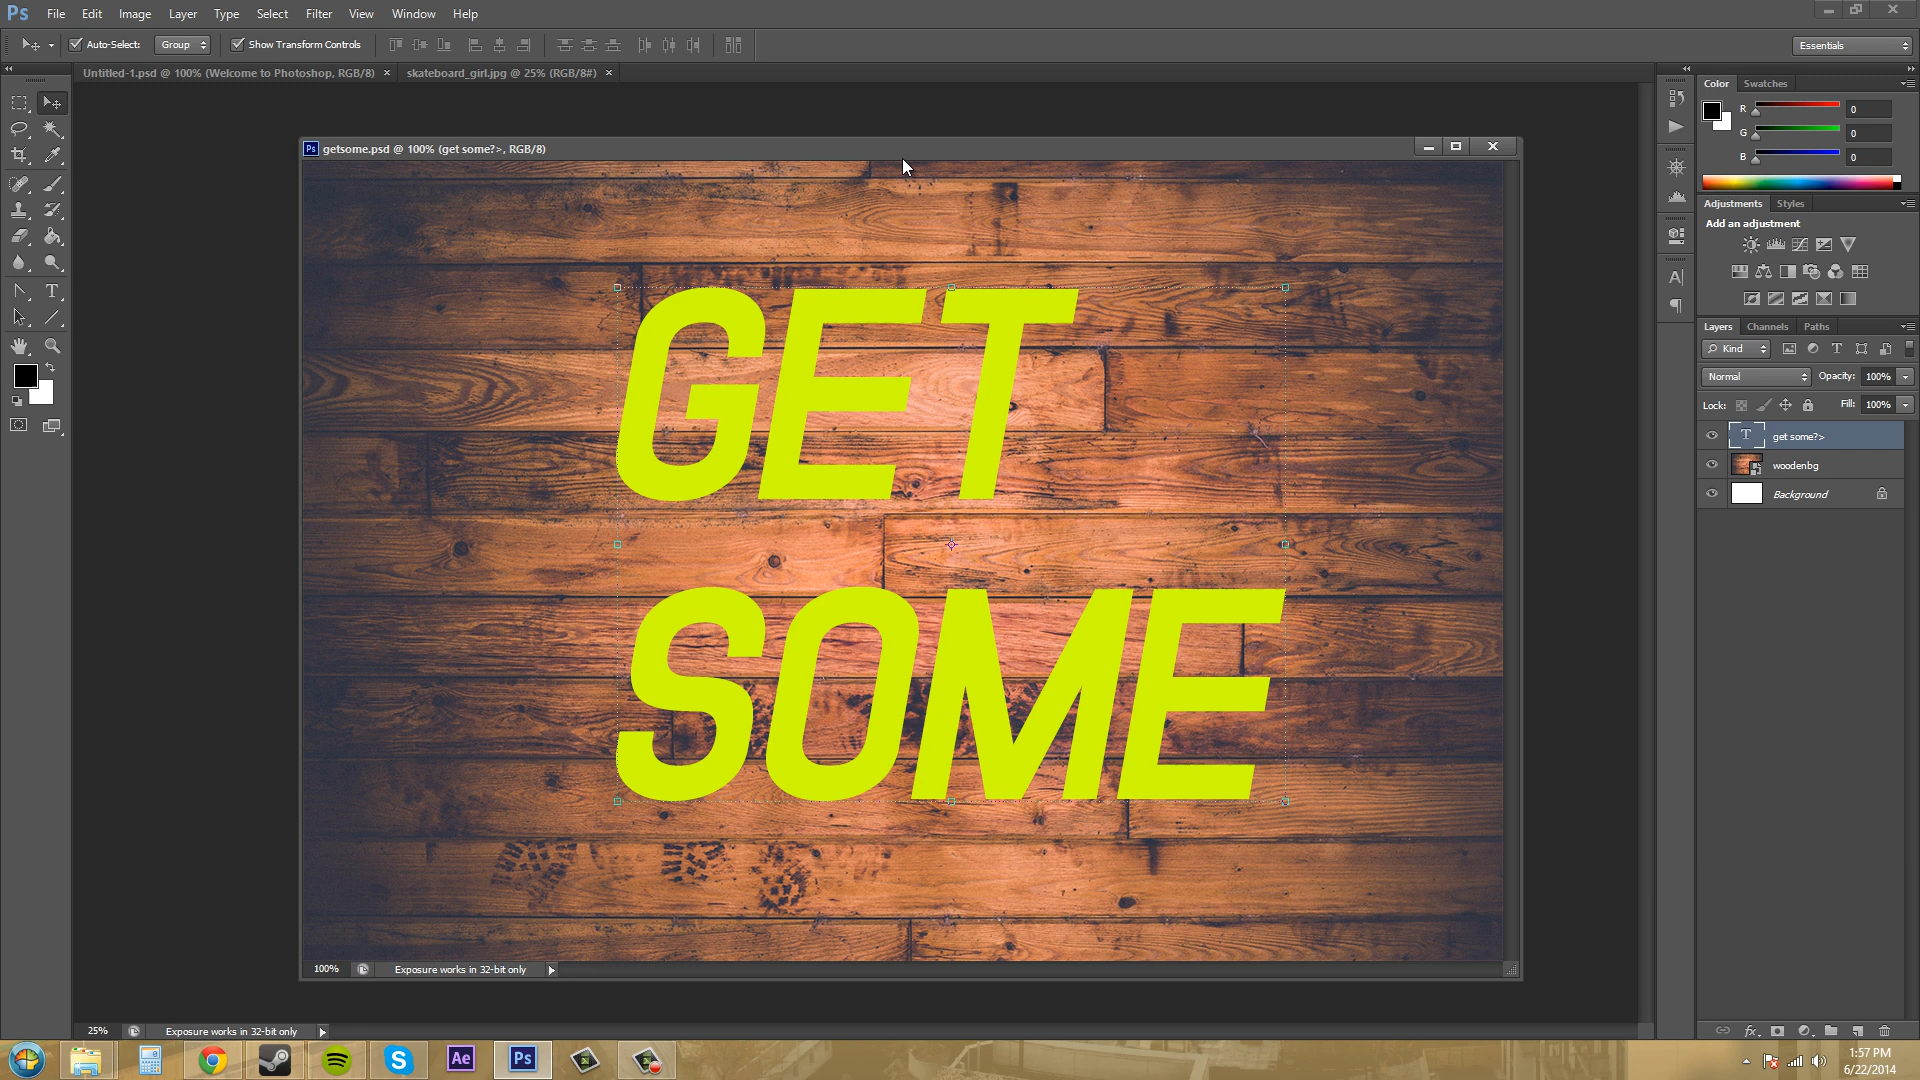 Ps File Edit Image Layer Type Select Filter View Window Help
Auto-Select: Group Show Transform Controls Essentials
Untitled-1.psd @ 100% (Welcome to Photoshop, RGB/8) × skateboard_girl.jpg @ 25% (RGB/8#) ×
Ps getsome.psd @ 100% (get some?>, RGB/8)
GET
SOME
100% Exposure works in 32-bit only
25% Exposure works in 32-bit only
Color Swatches
R 0
G 0
B 0
Adjustments Styles
Add an adjustment
Layers Channels Paths
Kind
Normal Opacity: 100%
Lock: Fill: 100%
T get some?>
woodenbg
Background
fx
Ae Ps
1:57 PM
6/22/2014